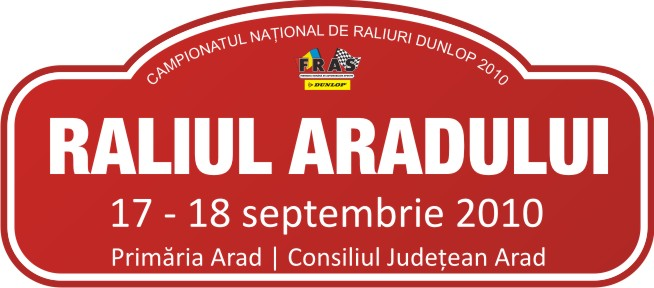 CAMPIONATUL NAȚIONAL DE RALIURI DUNLOP 2010
FRAS
DUNLOP
RALIUL ARADULUI
17 - 18 septembrie 2010
Primăria Arad | Consiliul Județean Arad